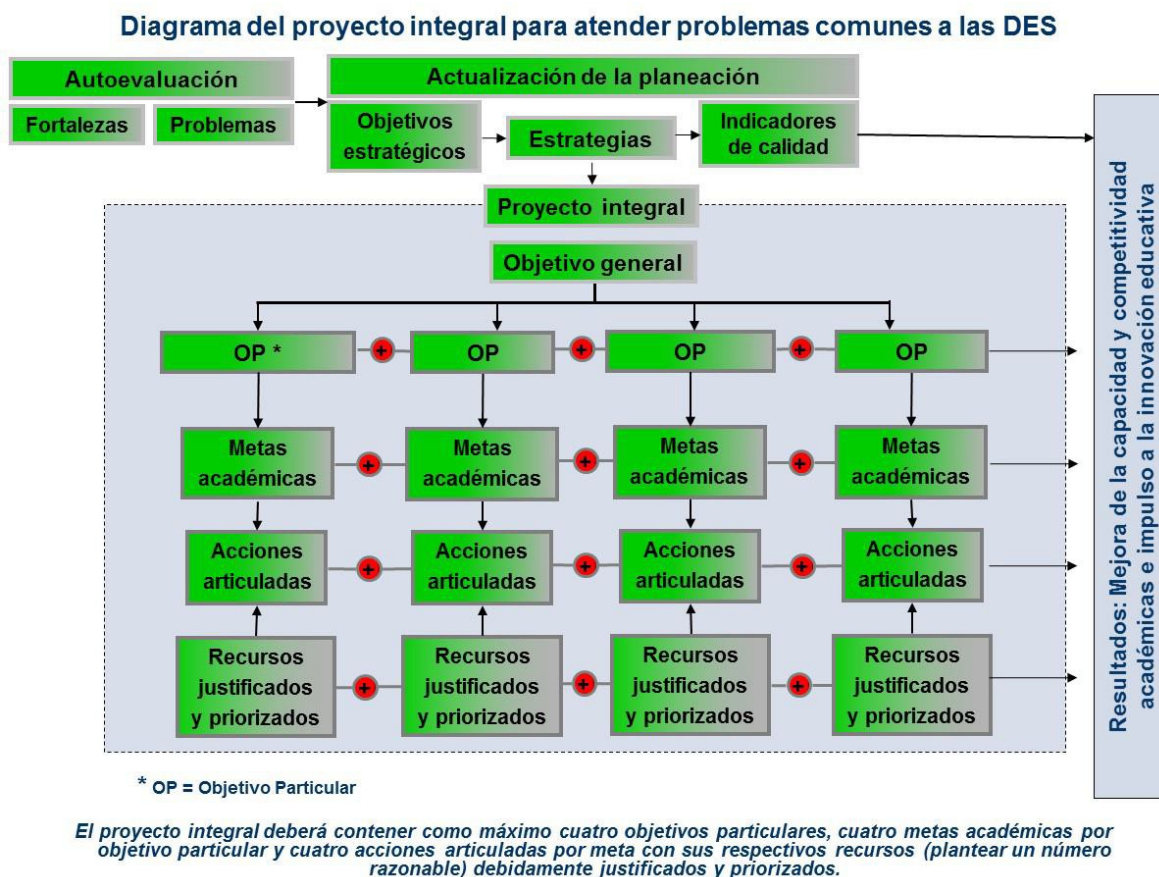 Diagrama del proyecto integral para atender problemas comunes a las DES
Autoevaluación
Actualización de la planeación
Fortalezas
Problemas
Objetivos
estratégicos
Estrategias
Indicadores
de calidad
Proyecto integral
Objetivo general
OP *
+
OP
+
OP
+
OP
Metas
académicas
+
Metas
académicas
+
Metas
académicas
+
Metas
académicas
Acciones
articuladas
+
Acciones
articuladas
+
Acciones
articuladas
+
Acciones
articuladas
Recursos
justificados
y priorizados
+
Recursos
justificados
y priorizados
+
Recursos
justificados
y priorizados
+
Recursos
justificados
y priorizados
Resultados: Mejora de la capacidad y competitividad
académicas e impulso a la innovación educativa
* OP = Objetivo Particular
El proyecto integral deberá contener como máximo cuatro objetivos particulares, cuatro metas académicas por
objetivo particular y cuatro acciones articuladas por meta con sus respectivos recursos (plantear un número
razonable) debidamente justificados y priorizados.